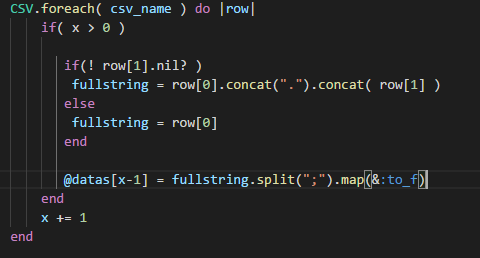 CSV.foreach( csv_name ) do |row|
if( x > 0 )
if(! row[1].nil? )
fullstring = row[0].concat(".").concat( row[1] )
else
fullstring = row[0]
end
@datas[x-1] = fullstring.split(";").map(&:to_f)
end
x += 1
end